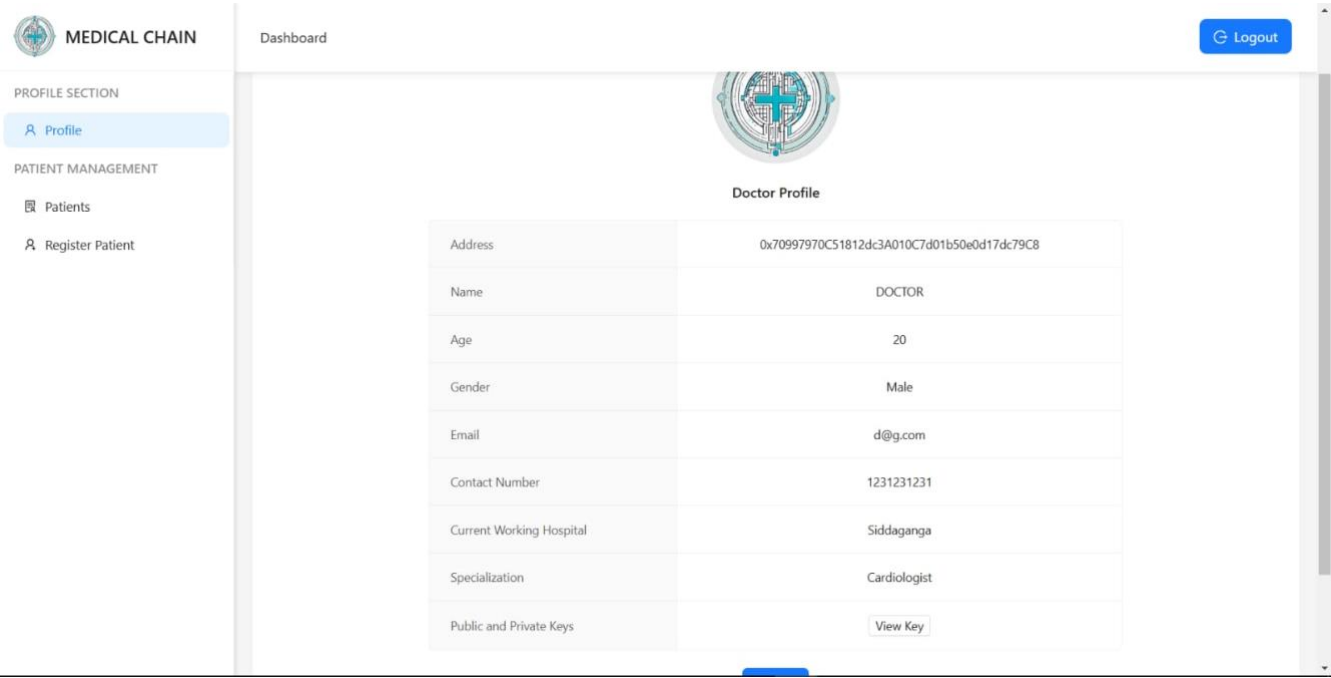 MEDICAL CHAIN
Dashboard
Logout
PROFILE SECTION
Profile
PATIENT MANAGEMENT
Patients
Register Patient
Doctor Profile
Address 0x70997970C51812dc3A010C7d01b50e0d17dc79C8
Name DOCTOR
Age 20
Gender Male
Email d@g.com
Contact Number 1231231231
Current Working Hospital Siddaganga
Specialization Cardiologist
Public and Private Keys View Key